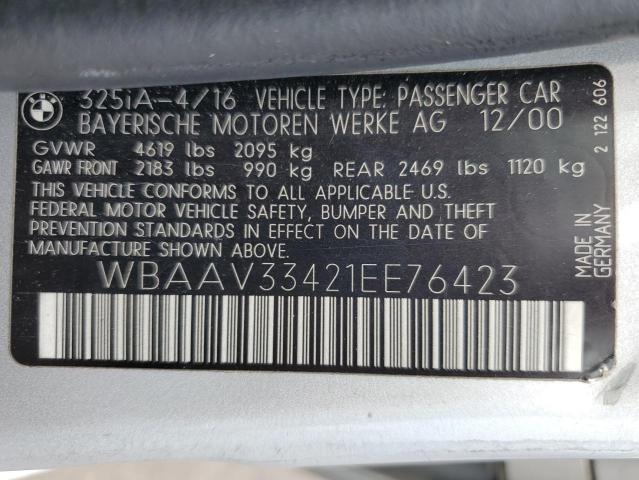 BMW
325iA-4/16 VEHICLE TYPE: PASSENGER CAR
BAYERISCHE MOTOREN WERKE AG 12/00
GVWR 4619 lbs 2095 kg
GAWR FRONT 2183 lbs 990 kg REAR 2469 lbs 1120 kg
THIS VEHICLE CONFORMS TO ALL APPLICABLE U.S.
FEDERAL MOTOR VEHICLE SAFETY, BUMPER AND THEFT
PREVENTION STANDARDS IN EFFECT ON THE DATE OF
MANUFACTURE SHOWN ABOVE.
WBAAV33421EE76423
2 122 606
MADE IN
GERMANY